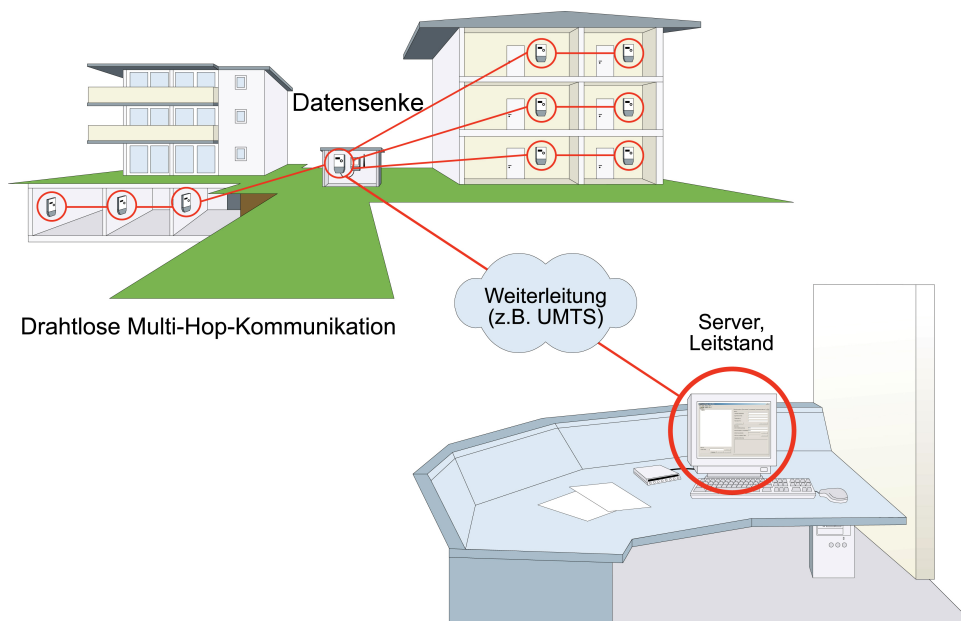 Datensenke
Weiterleitung
(z.B. UMTS)
Drahtlose Multi-Hop-Kommunikation
Server,
Leitstand